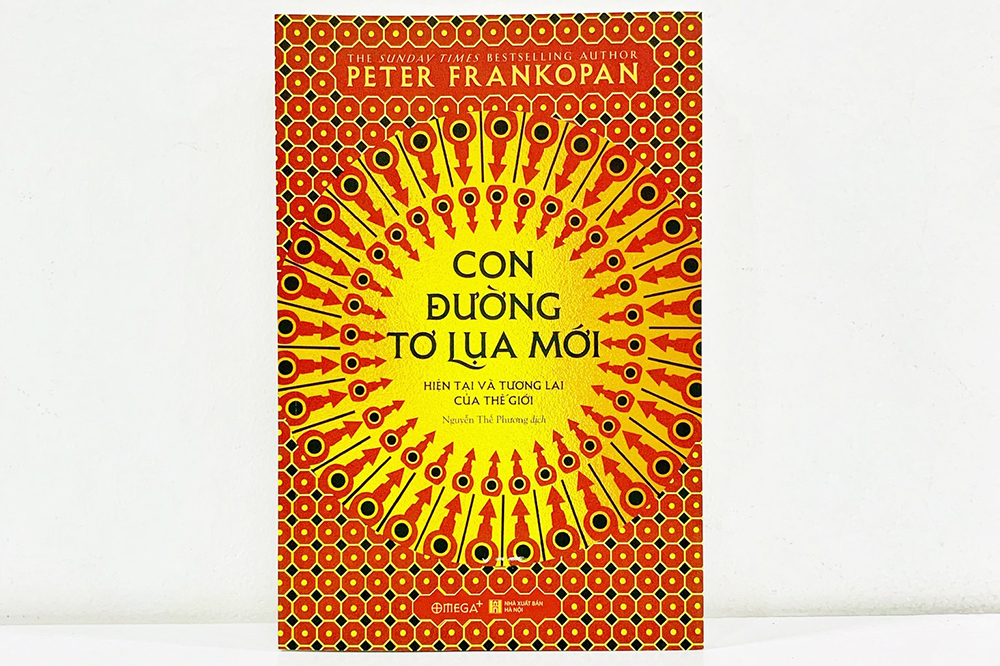 THE SUNDAY TIMES BESTSELLING AUTHOR
PETER FRANKOPAN
CON
ĐƯỜNG
TƠ LỤA MỚI
HIỆN TẠI VÀ TƯƠNG LAI
CỦA THẾ GIỚI
Nguyễn Thế Phương dịch
OMEGA+
NHÀ XUẤT BẢN
HÀ NỘI